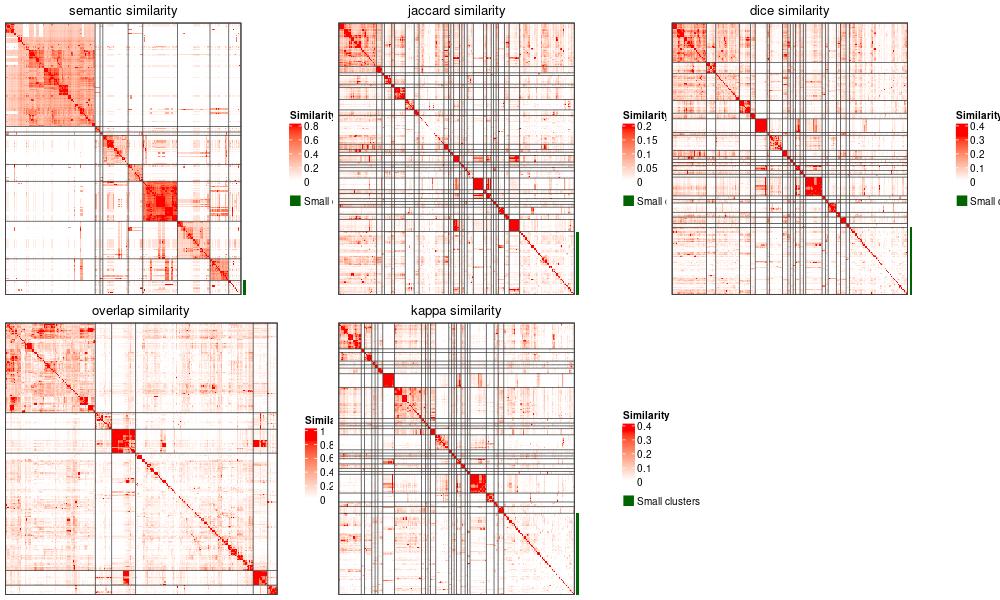 semantic similarity
Similarity
0.8
0.6
0.4
0.2
0
Small
jaccard similarity
Similarity
0.2
0.15
0.1
0.05
0
Small
dice similarity
Similarity
0.4
0.3
0.2
0.1
0
Small
overlap similarity
Simila
1
0.8
0.6
0.4
0.2
0
kappa similarity
Similarity
0.4
0.3
0.2
0.1
0
Small clusters